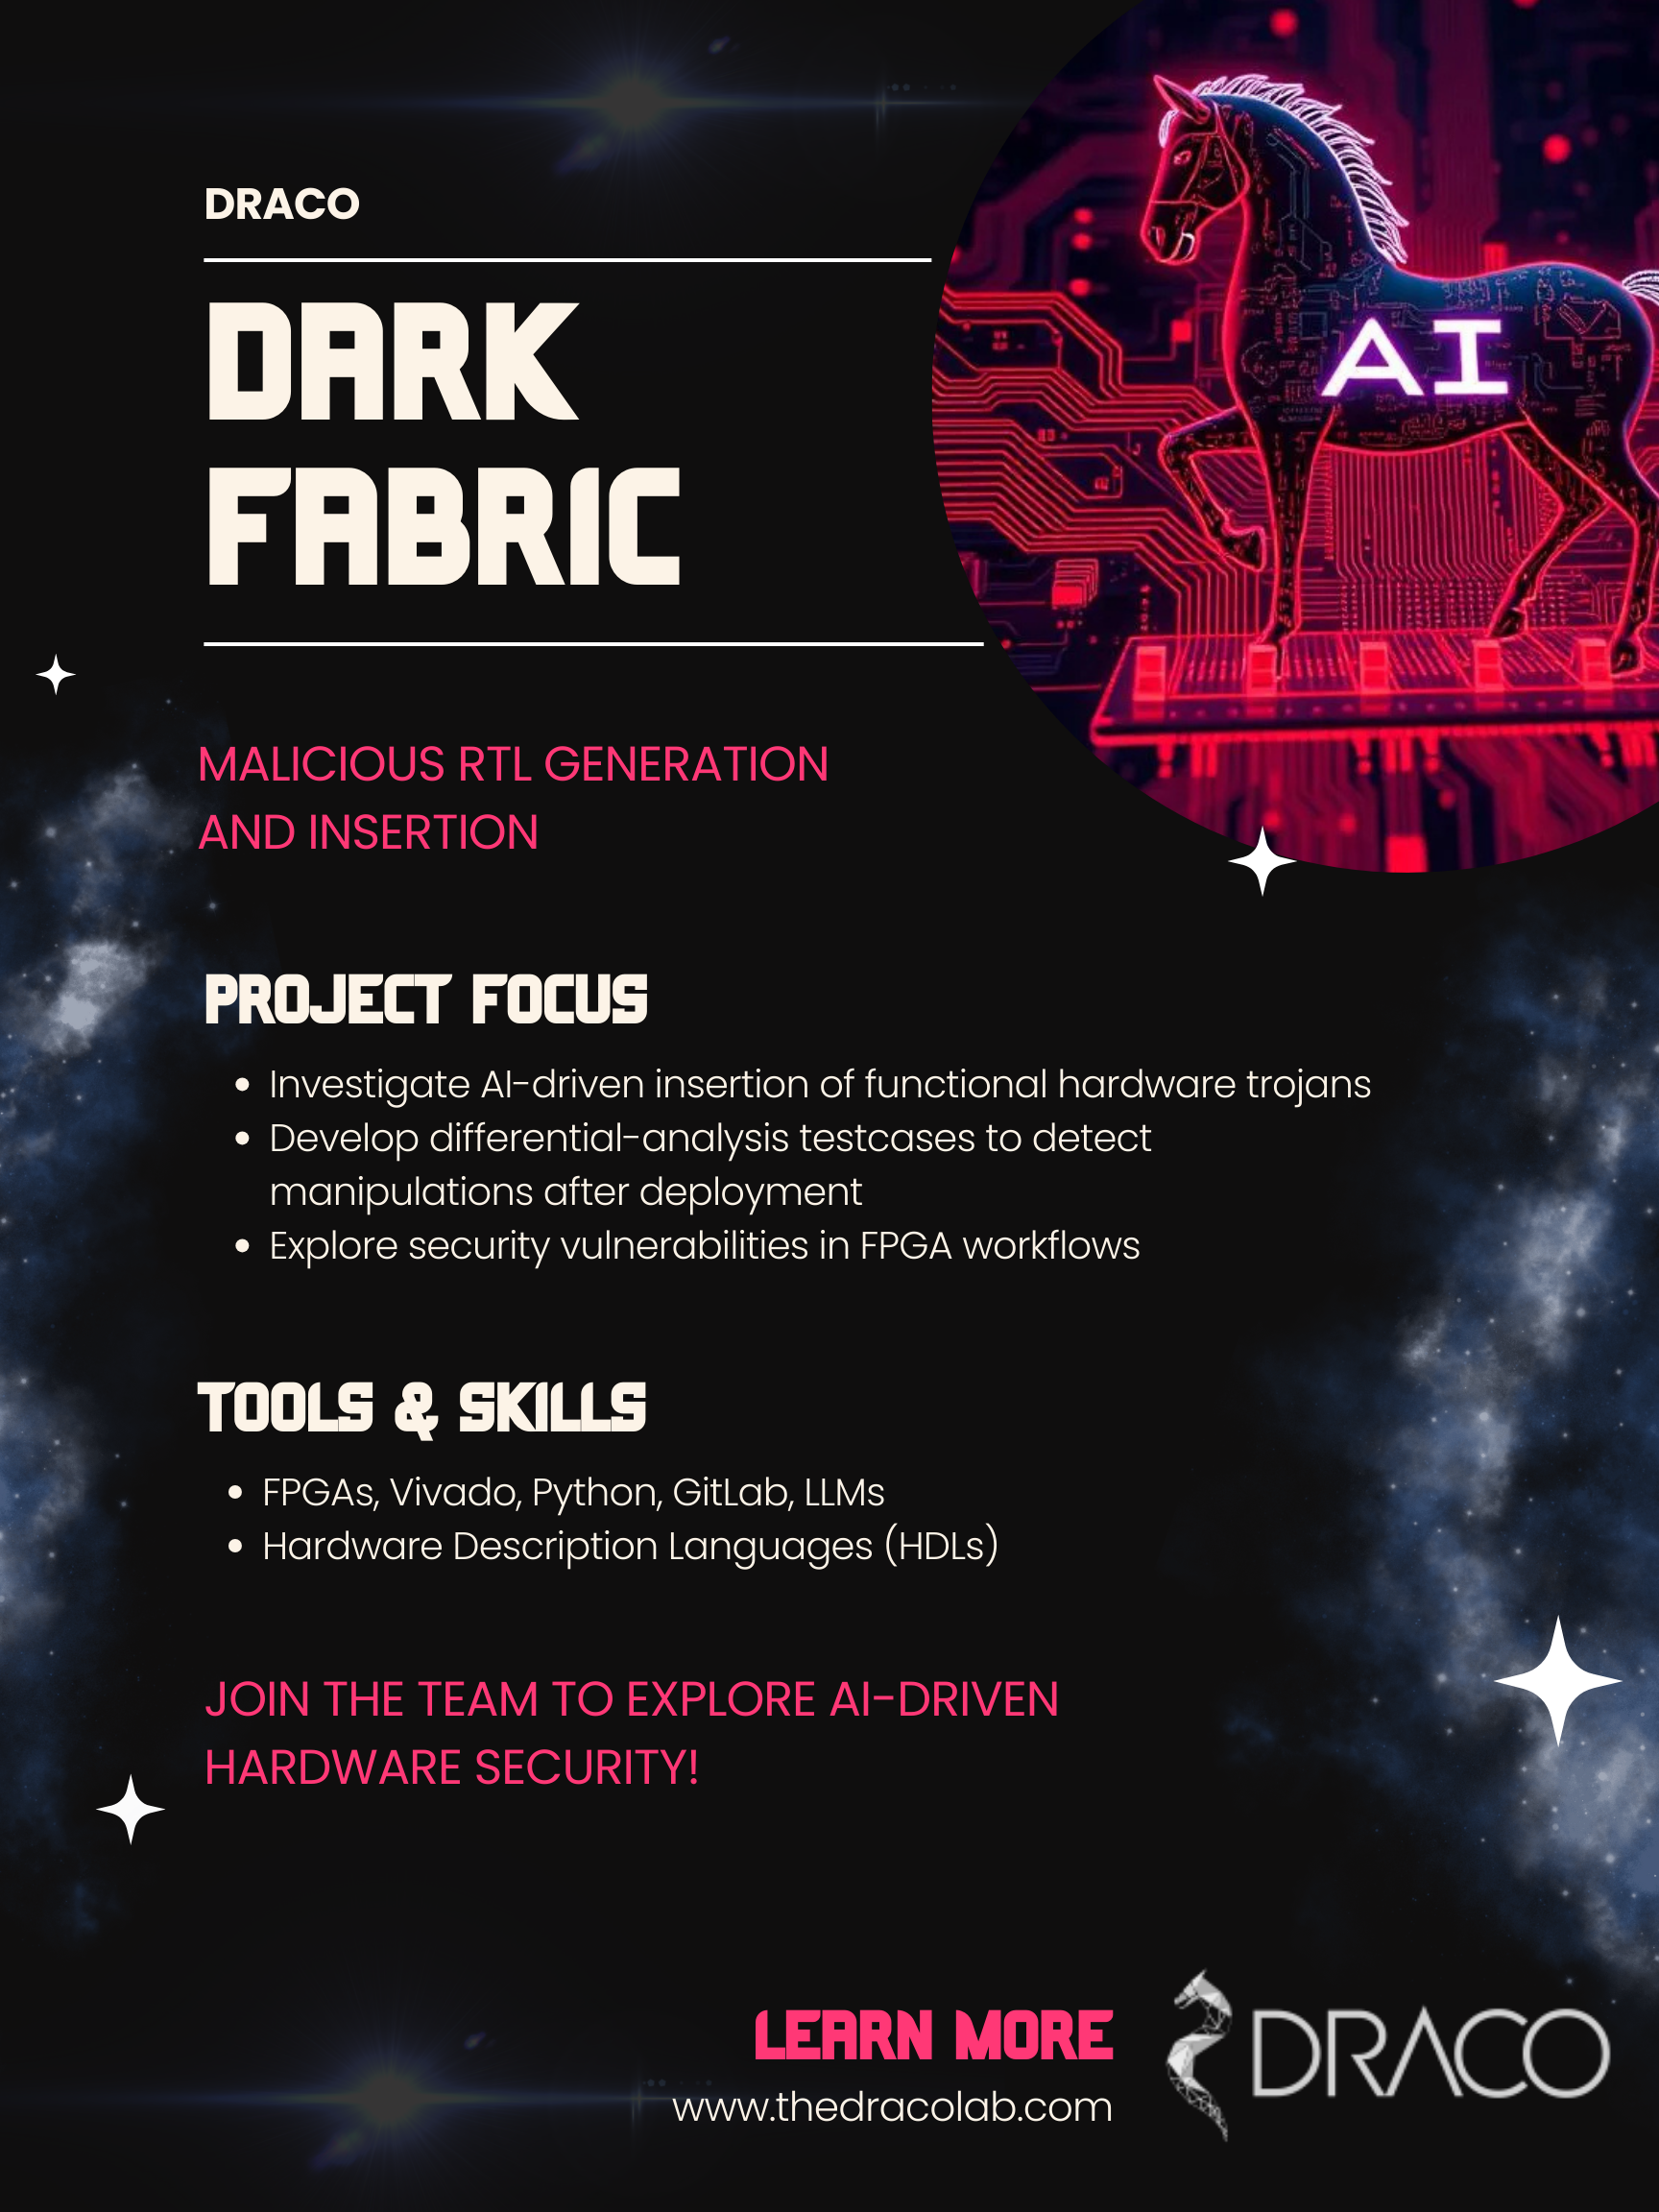 DRACO
DARK
FABRIC
AI
MALICIOUS RTL GENERATION
AND INSERTION
PROJECT FOCUS
• Investigate AI-driven insertion of functional hardware trojans
• Develop differential-analysis testcases to detect
manipulations after deployment
• Explore security vulnerabilities in FPGA workflows
TOOLS & SKILLS
• FPGAs, Vivado, Python, GitLab, LLMs
• Hardware Description Languages (HDLs)
JOIN THE TEAM TO EXPLORE AI-DRIVEN
HARDWARE SECURITY!
LEARN MORE
www.thedracolab.com
DRACO